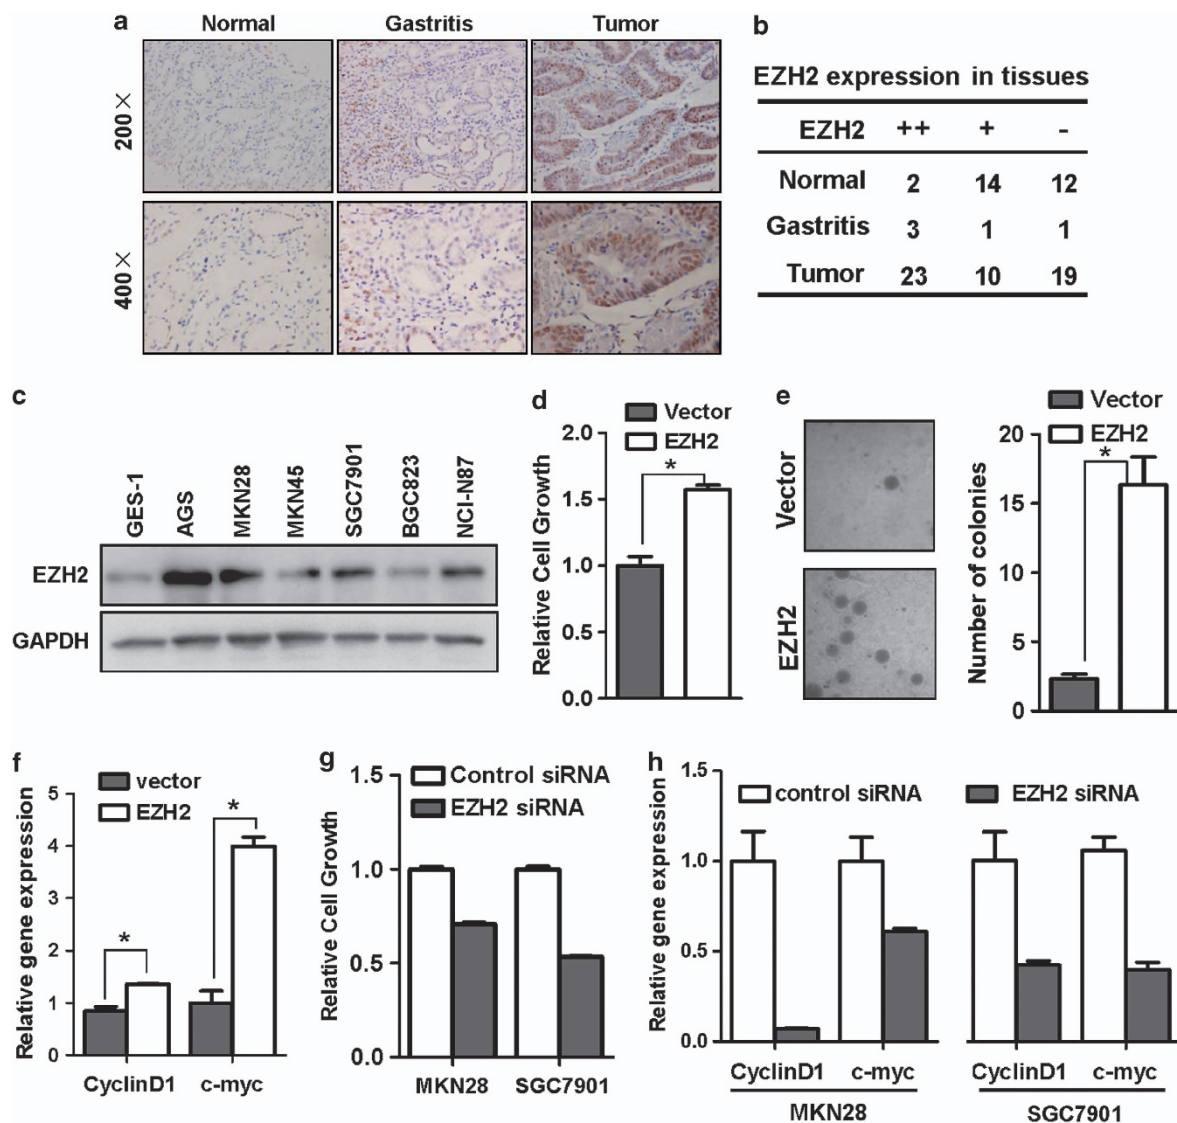 a
Normal Gastritis Tumor
200×
400×
b
EZH2 expression in tissues
EZH2 ++ + -
Normal 2 14 12
Gastritis 3 1 1
Tumor 23 10 19
c
GES-1 AGS MKN28 MKN45 SGC7901 BGC823 NCI-N87
EZH2
GAPDH
d
Vector
EZH2
Relative Cell Growth
2.0
1.5
1.0
0.5
0.0
*
e
Vector
EZH2
Vector
EZH2
Number of colonies
20
15
10
5
0
*
f
vector
EZH2
Relative gene expression
5
4
3
2
1
0
*
*
CyclinD1 c-myc
g
Control siRNA
EZH2 siRNA
Relative Cell Growth
1.5
1.0
0.5
0.0
MKN28 SGC7901
h
control siRNA EZH2 siRNA
Relative gene expression
1.5
1.0
0.5
0.0
CyclinD1 c-myc CyclinD1 c-myc
MKN28 SGC7901